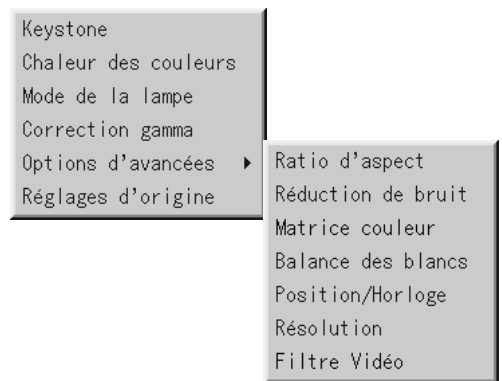 Keystone
Chaleur des couleurs
Mode de la lampe
Correction gamma
Options d'avancées
Réglages d'origine
Ratio d'aspect
Réduction de bruit
Matrice couleur
Balance des blancs
Position/Horloge
Résolution
Filtre Vidéo